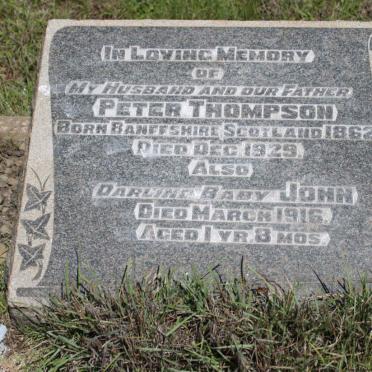 IN LOVING MEMORY
OF
MY HUSBAND AND OUR FATHER
PETER THOMPSON
BORN BANFFSHIRE SCOTLAND 1862
DIED DEC. 1929
ALSO
DARLING BABY JOHN
DIED MARCH 1916.
AGED 1 YR 8 MOS.